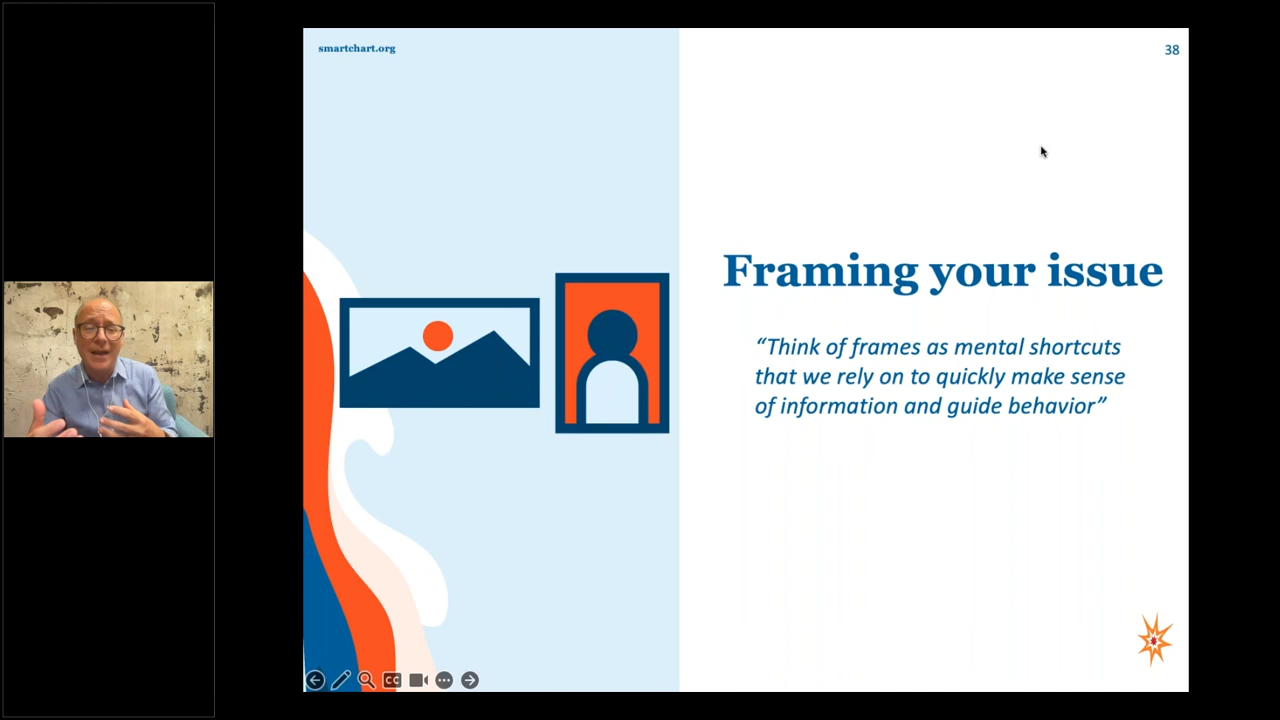 smartchart.org
38
Framing your issue
“Think of frames as mental shortcuts
that we rely on to quickly make sense
of information and guide behavior”
CC